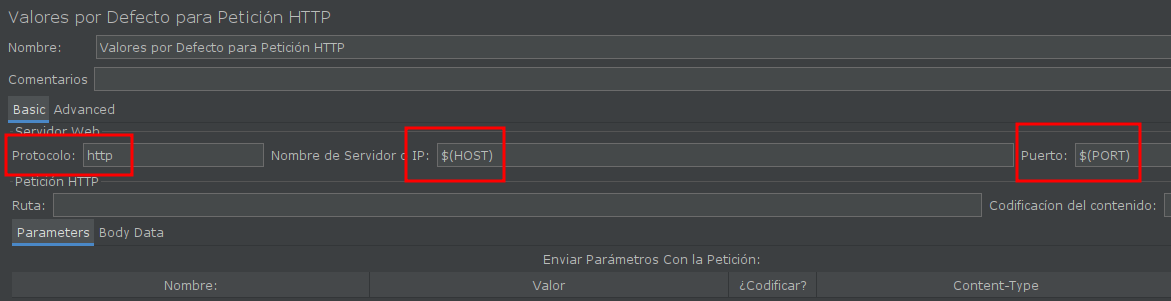 Valores por Defecto para Petición HTTP
Nombre: Valores por Defecto para Petición HTTP
Comentarios
Basic Advanced
Servidor Web
Protocolo: http Nombre de Servidor o IP: $(HOST) Puerto: $(PORT)
Petición HTTP
Ruta: Codificacíon del contenido:
Parameters Body Data
Enviar Parámetros Con la Petición:
Nombre: Valor ¿Codificar? Content-Type